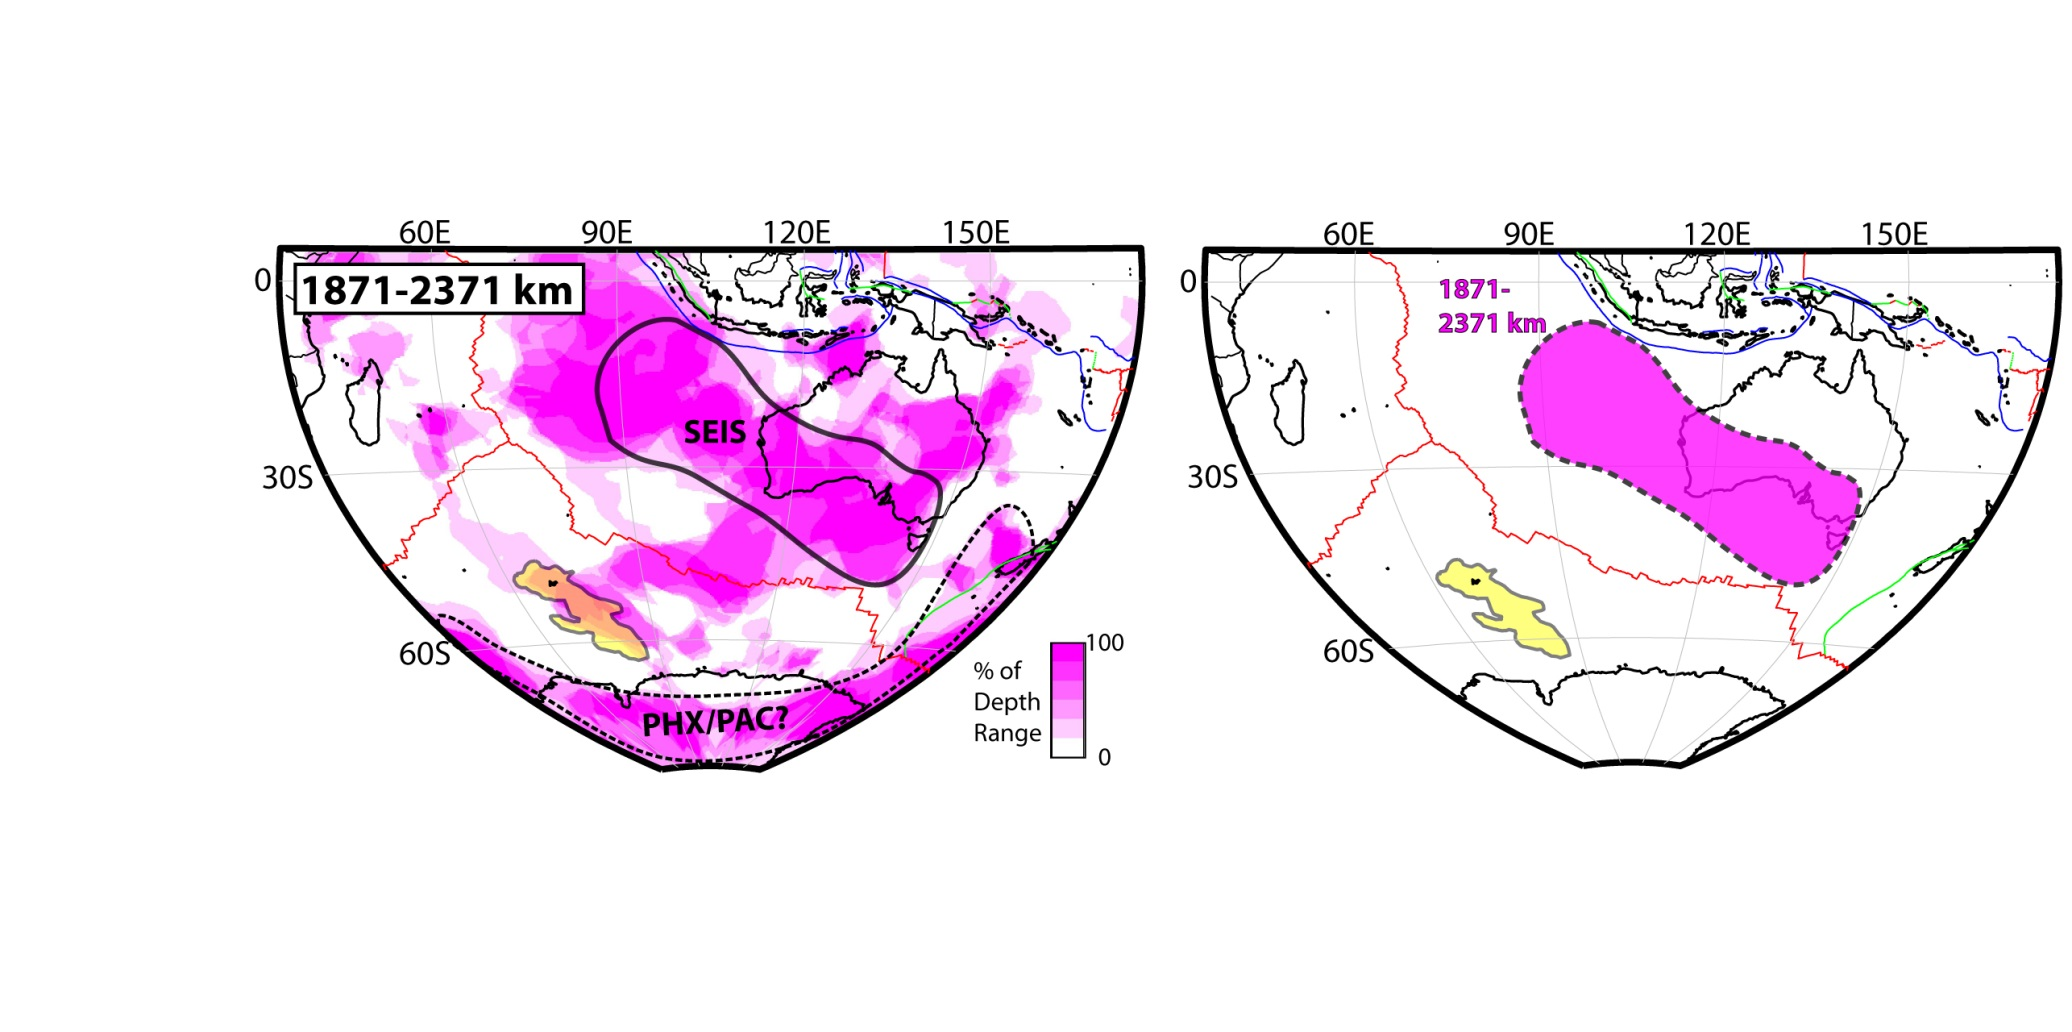 60E 90E 120E 150E
0
1871-2371 km
SEIS
30S
60S
PHX/PAC?
% of
Depth
Range
100
0
60E 90E 120E 150E
0
1871-
2371 km
30S
60S